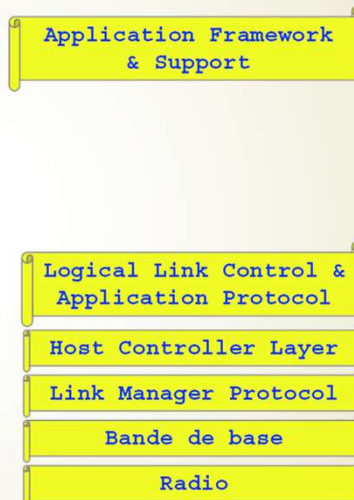 Application Framework
& Support
Logical Link Control &
Application Protocol
Host Controller Layer
Link Manager Protocol
Bande de base
Radio